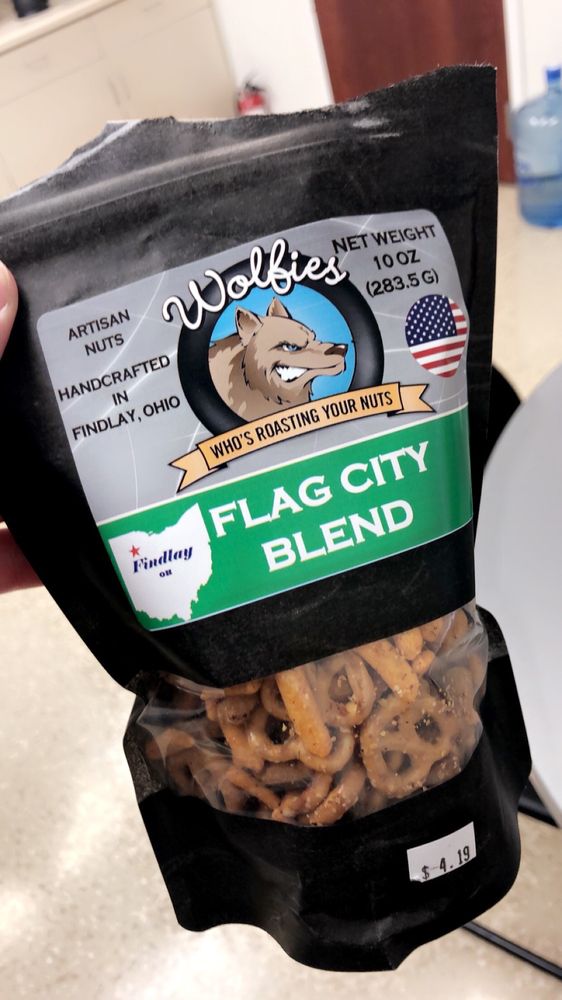 Wolfies
NET WEIGHT
10 OZ
(283.5 G)
ARTISAN
NUTS
HANDCRAFTED
IN
FINDLAY, OHIO
WHO'S ROASTING YOUR NUTS
FLAG CITY
BLEND
Findlay
OH
$ 4.19